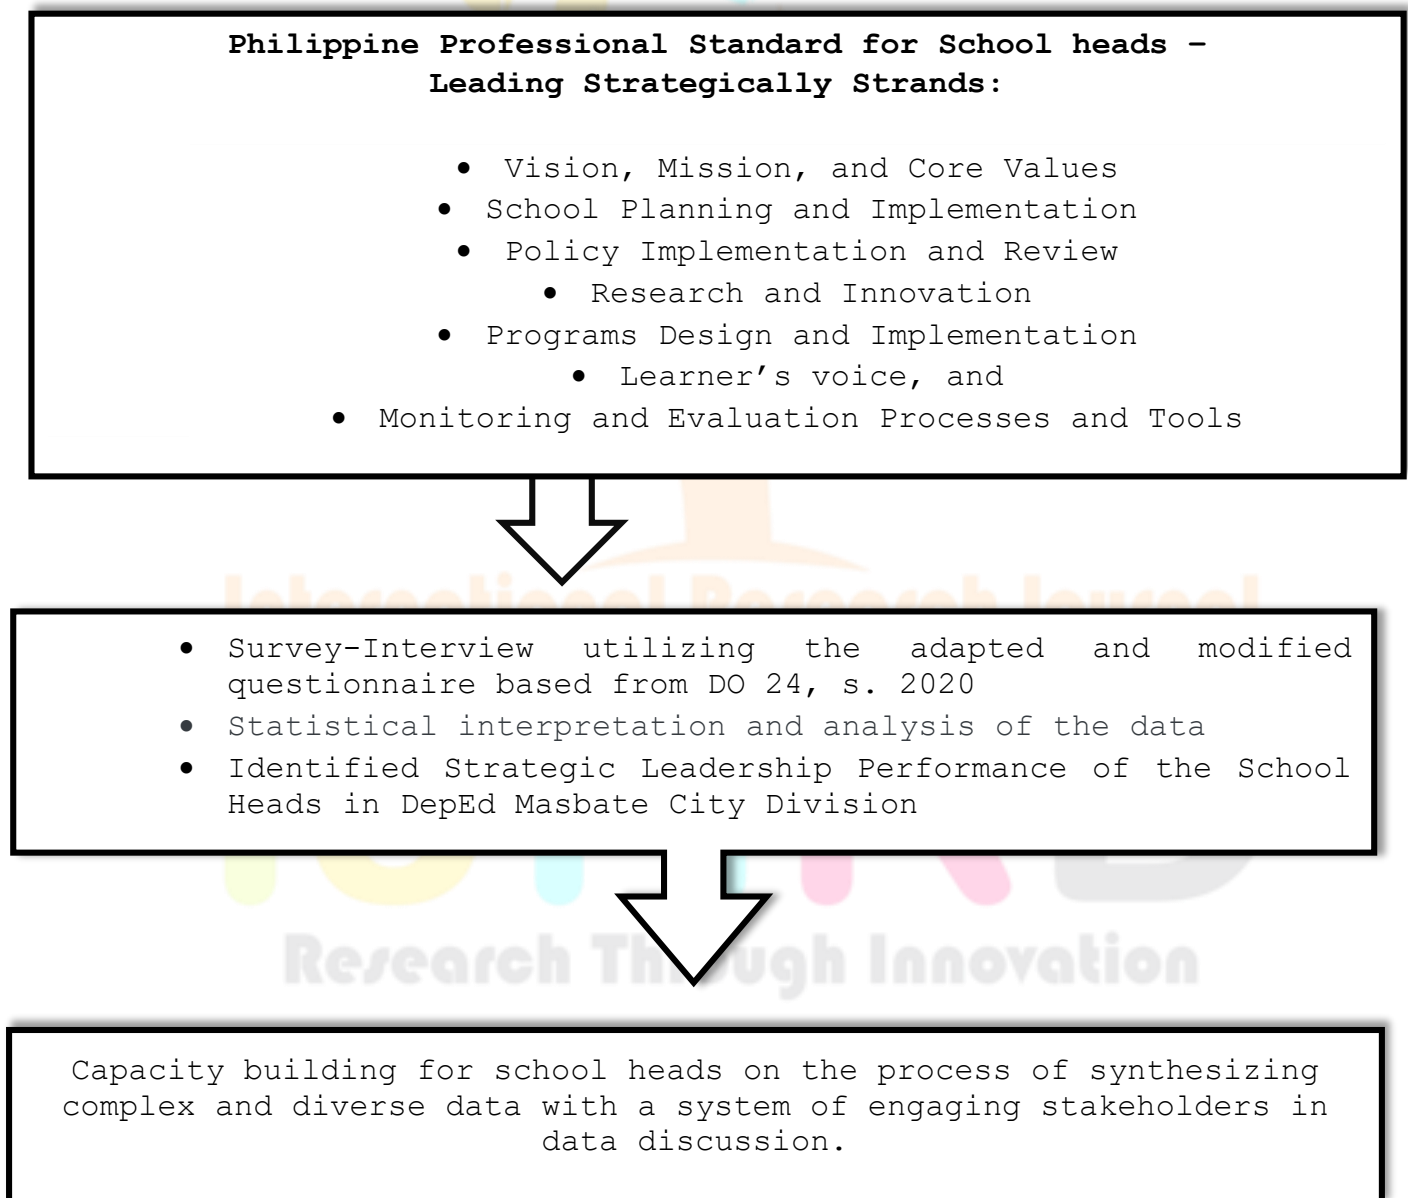 Philippine Professional Standard for School heads –
Leading Strategically Strands:
• Vision, Mission, and Core Values
• School Planning and Implementation
• Policy Implementation and Review
• Research and Innovation
• Programs Design and Implementation
• Learner’s voice, and
• Monitoring and Evaluation Processes and Tools
International Research Journal
• Survey-Interview utilizing the adapted and modified
questionnaire based from DO 24, s. 2020
• Statistical interpretation and analysis of the data
• Identified Strategic Leadership Performance of the School
Heads in DepEd Masbate City Division
Research Through Innovation
Capacity building for school heads on the process of synthesizing
complex and diverse data with a system of engaging stakeholders in
data discussion.